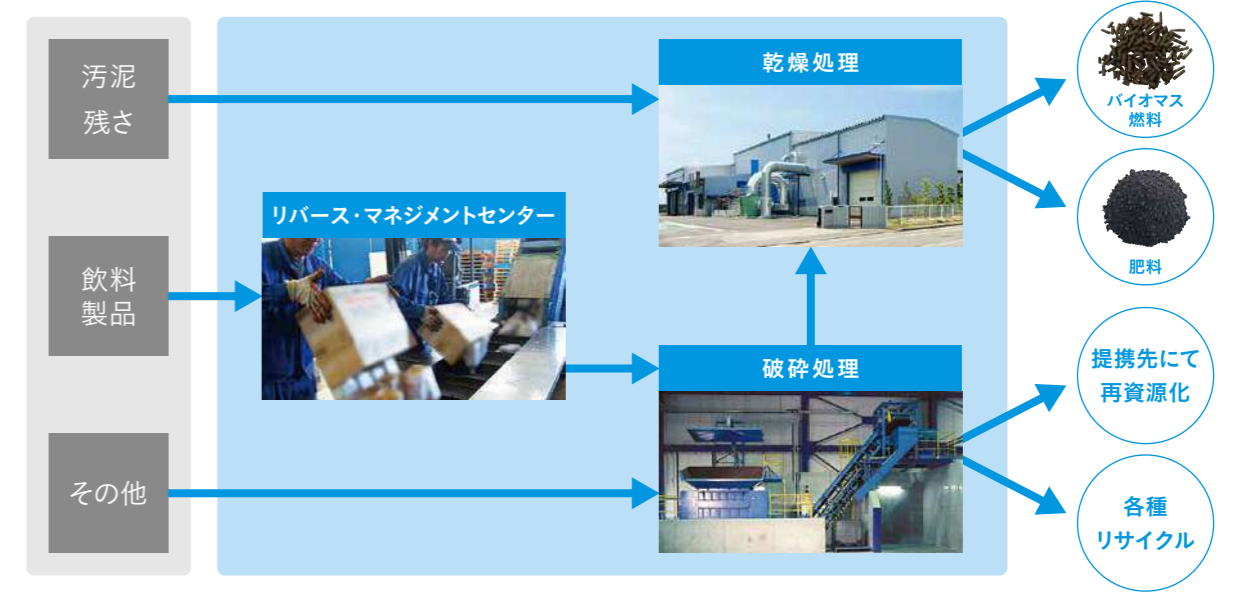 汚泥
残さ
飲料
製品
その他
リバース・マネジメントセンター
乾燥処理
破砕処理
バイオマス
燃料
肥料
提携先にて
再資源化
各種
リサイクル